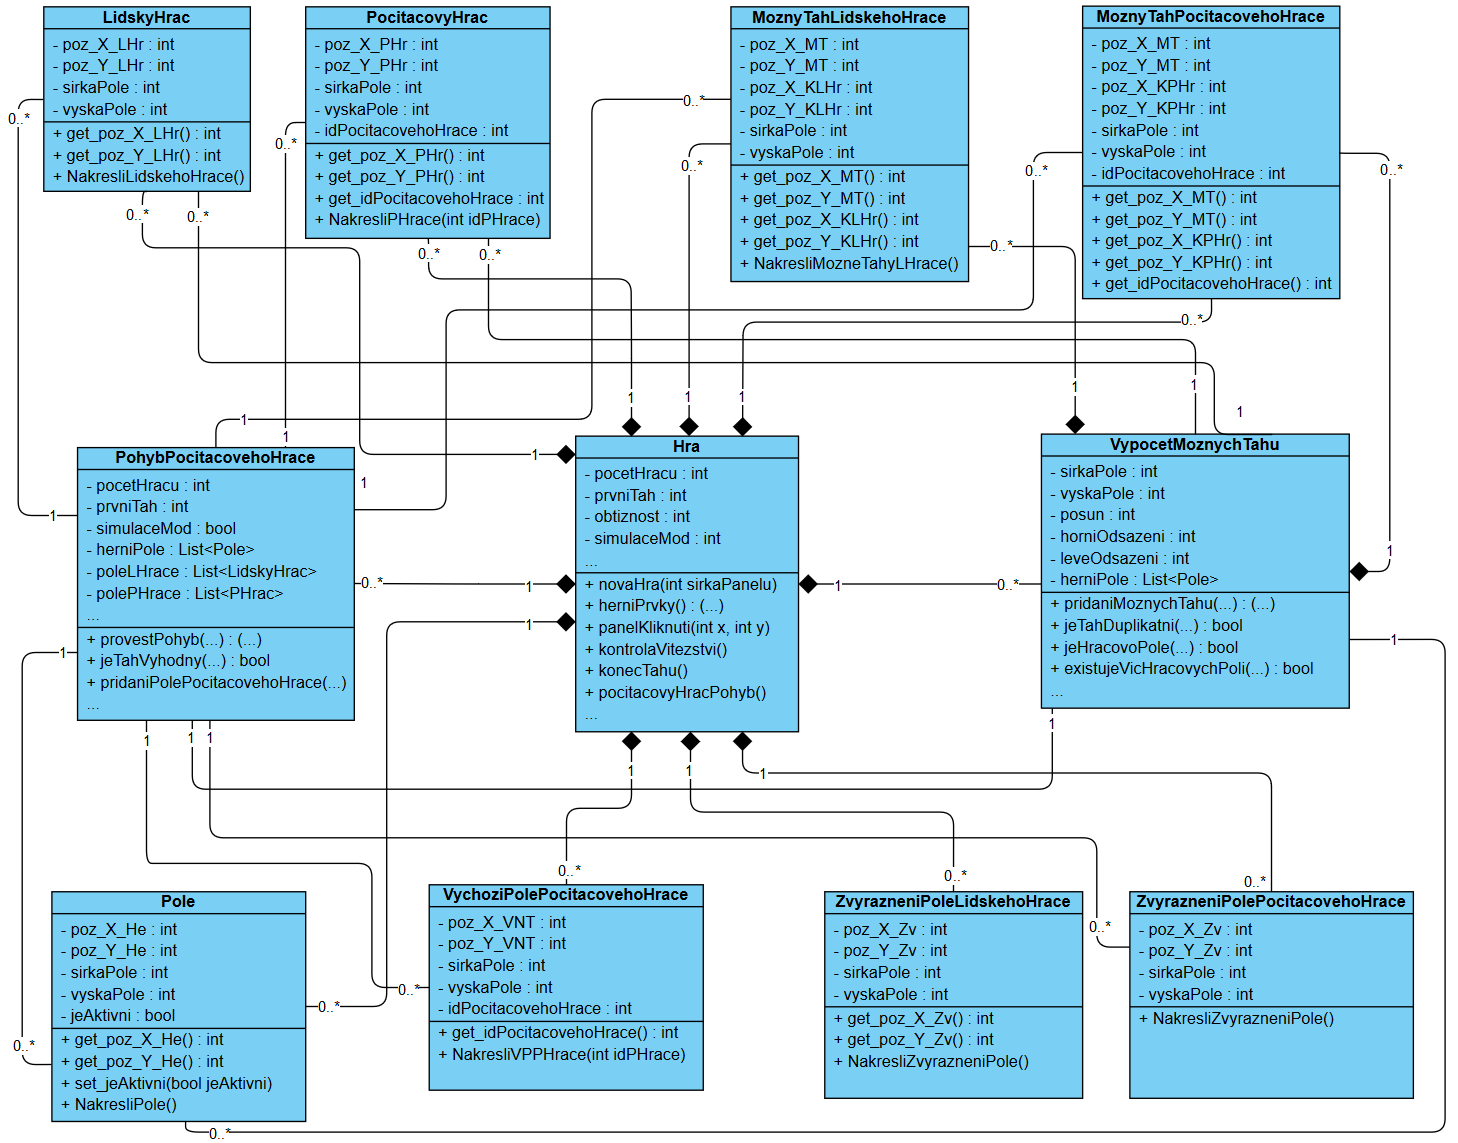 LidskyHrac
- poz_X_LHr : int
- poz_Y_LHr : int
- sirkaPole : int
- vyskaPole : int
+ get_poz_X_LHr() : int
+ get_poz_Y_LHr() : int
+ NakresliLidskehoHrace()
PocitacovyHrac
- poz_X_PHr : int
- poz_Y_PHr : int
- sirkaPole : int
- vyskaPole : int
- idPocitacovehoHrace : int
+ get_poz_X_PHr() : int
+ get_poz_Y_PHr() : int
+ get_idPocitacovehoHrace : int
+ NakresliPHrace(int idPHrace)
MoznyTahLidskehoHrace
- poz_X_MT : int
- poz_Y_MT : int
- poz_X_KLHr : int
- poz_Y_KLHr : int
- sirkaPole : int
- vyskaPole : int
+ get_poz_X_MT() : int
+ get_poz_Y_MT() : int
+ get_poz_X_KLHr() : int
+ get_poz_Y_KLHr() : int
+ NakresliMozneTahyLHrace()
MoznyTahPocitacovehoHrace
- poz_X_MT : int
- poz_Y_MT : int
- poz_X_KPHr : int
- poz_Y_KPHr : int
- sirkaPole : int
- vyskaPole : int
- idPocitacovehoHrace : int
+ get_poz_X_MT() : int
+ get_poz_Y_MT() : int
+ get_poz_X_KPHr() : int
+ get_poz_Y_KPHr() : int
+ get_idPocitacovehoHrace() : int
0..*
0..*
0..*
0..*
0..*
0..*
0..*
0..*
0..*
0..*
0..*
0..*
1
1
1
1
1
1
1
1
1
1
1
1
PohybPocitacovehoHrace
- pocetHracu : int
- prvniTah : int
- simulaceMod : bool
- herniPole : List<Pole>
- poleLHrace : List<LidskyHrac>
- polePHrace : List<PHrac>
...
+ provestPohyb(...) : (...)
+ jeTahVyhodny(...) : bool
+ pridaniPolePocitacovehoHrace(...)
...
0..*
1
1
Hra
- pocetHracu : int
- prvniTah : int
- obtiznost : int
- simulaceMod : int
...
+ novaHra(int sirkaPanelu)
+ herniPrvky() : (...)
+ panelKliknuti(int x, int y)
+ kontrolaVitezstvi()
+ konecTahu()
+ pocitacovyHracPohyb()
...
1
0..*
VypocetMoznychTahu
- sirkaPole : int
- vyskaPole : int
- posun : int
- horniOdsazeni : int
- leveOdsazeni : int
- herniPole : List<Pole>
+ pridaniMoznychTahu(...) : (...)
+ jeTahDuplikatni(...) : bool
+ jeHracovoPole(...) : bool
+ existujeVicHracovychPoli(...) : bool
...
1
1
1
1
1
1
1
1
1
0..*
0..*
0..*
0..*
0..*
0..*
0..*
0..*
Pole
- poz_X_He : int
- poz_Y_He : int
- sirkaPole : int
- vyskaPole : int
- jeAktivni : bool
+ get_poz_X_He() : int
+ get_poz_Y_He() : int
+ set_jeAktivni(bool jeAktivni)
+ NakresliPole()
VychoziPolePocitacovehoHrace
- poz_X_VNT : int
- poz_Y_VNT : int
- sirkaPole : int
- vyskaPole : int
- idPocitacovehoHrace : int
+ get_idPocitacovehoHrace() : int
+ NakresliVPPHrace(int idPHrace)
ZvyrazneniPoleLidskehoHrace
- poz_X_Zv : int
- poz_Y_Zv : int
- sirkaPole : int
- vyskaPole : int
+ get_poz_X_Zv() : int
+ get_poz_Y_Zv() : int
+ NakresliZvyrazneniPole()
ZvyrazneniPolePocitacovehoHrace
- poz_X_Zv : int
- poz_Y_Zv : int
- sirkaPole : int
- vyskaPole : int
+ NakresliZvyrazneniPole()